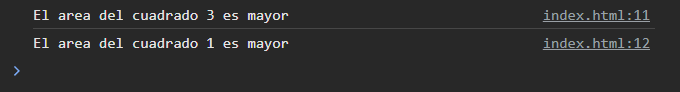 El area del cuadrado 3 es mayor index.html:11
El area del cuadrado 1 es mayor index.html:12
>